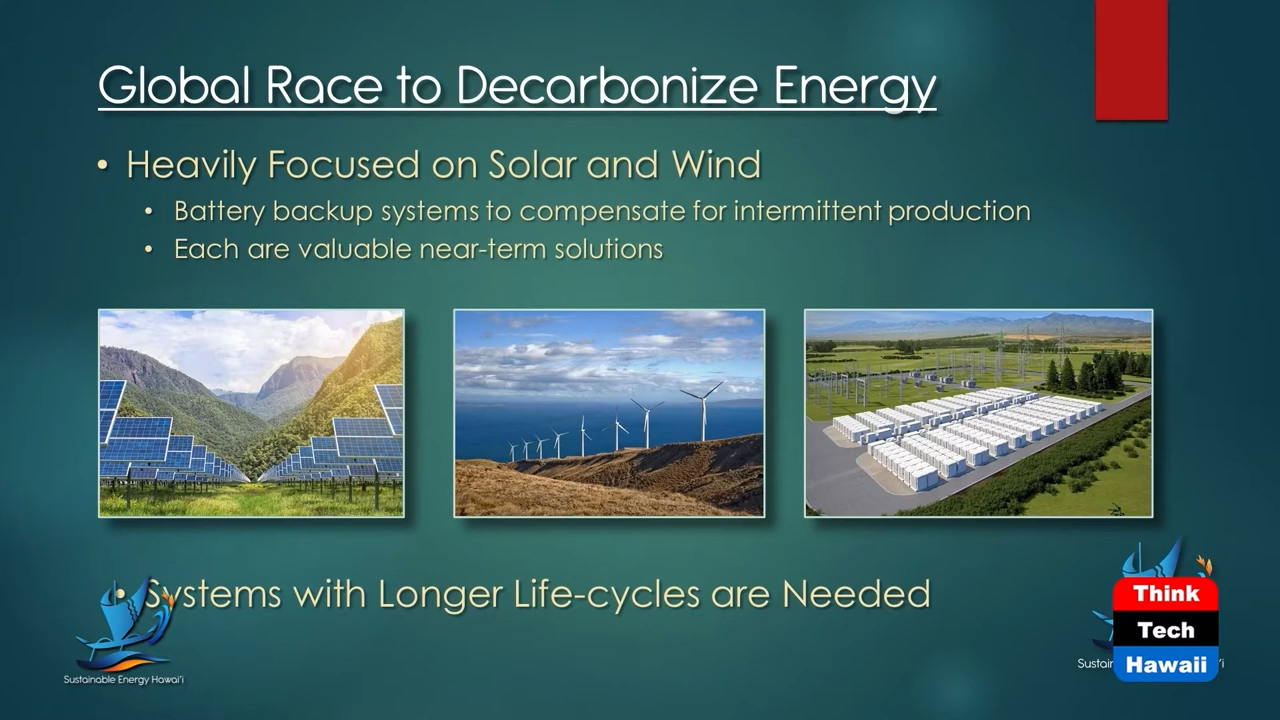 Global Race to Decarbonize Energy
• Heavily Focused on Solar and Wind
• Battery backup systems to compensate for intermittent production
• Each are valuable near-term solutions
• Systems with Longer Life-cycles are Needed
Sustainable Energy Hawai'i
Think
Tech
Hawaii